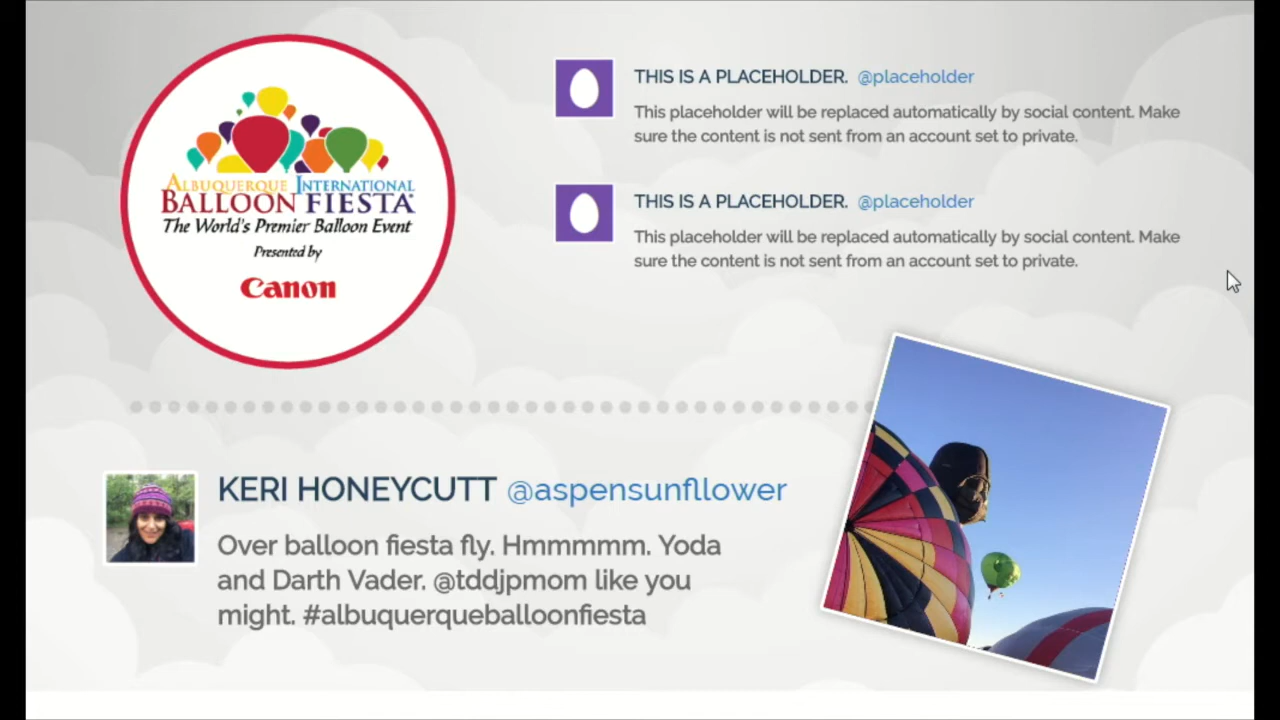 ALBUQUERQUE INTERNATIONAL
BALLOON FIESTA®
The World's Premier Balloon Event
Presented by
Canon
THIS IS A PLACEHOLDER. @placeholder
This placeholder will be replaced automatically by social content. Make
sure the content is not sent from an account set to private.
THIS IS A PLACEHOLDER. @placeholder
This placeholder will be replaced automatically by social content. Make
sure the content is not sent from an account set to private.
KERI HONEYCUTT @aspensunfllower
Over balloon fiesta fly. Hmmmmm. Yoda
and Darth Vader. @tddjpmom like you
might. #albuquerqueballoonfiesta